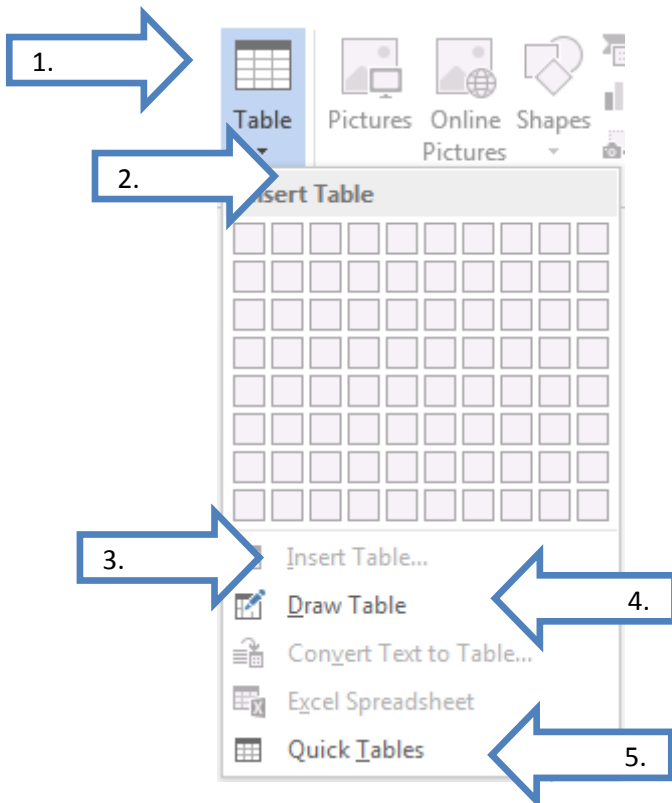 1.
Table Pictures Online Shapes
Pictures
2.
sert Table
3.
Insert Table...
Draw Table
4.
Convert Text to Table...
Excel Spreadsheet
Quick Tables
5.